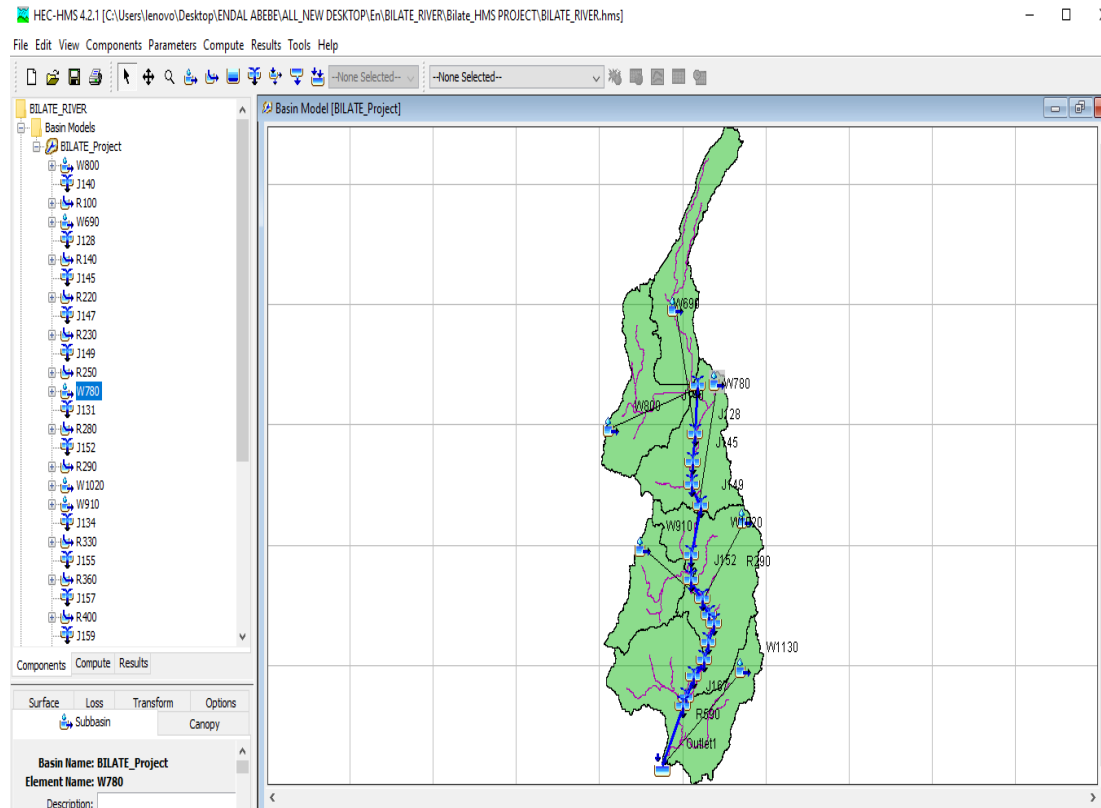 HEC-HMS 4.2.1 [C:\Users\lenovo\Desktop\ENDAL ABEBE\ALL_NEW DESKTOP\En\BILATE_RIVER\Bilate_HMS PROJECT\BILATE_RIVER.hms]
File Edit View Components Parameters Compute Results Tools Help
--None Selected-- --None Selected--
BILATE_RIVER
Basin Models
BILATE_Project
W800
J140
R100
W690
J128
R140
J145
R220
J147
R230
J149
R250
W780
J131
R280
J152
R290
W1020
W910
J134
R330
J155
R360
J157
R400
J159
Components Compute Results
Surface Loss Transform Options
Subbasin Canopy
Basin Name: BILATE_Project
Element Name: W780
Description:
Basin Model [BILATE_Project]
W690
W780
W800
J128
J145
J149
W910
W1020
J152 R290
W1130
J167
R590
Outlet1